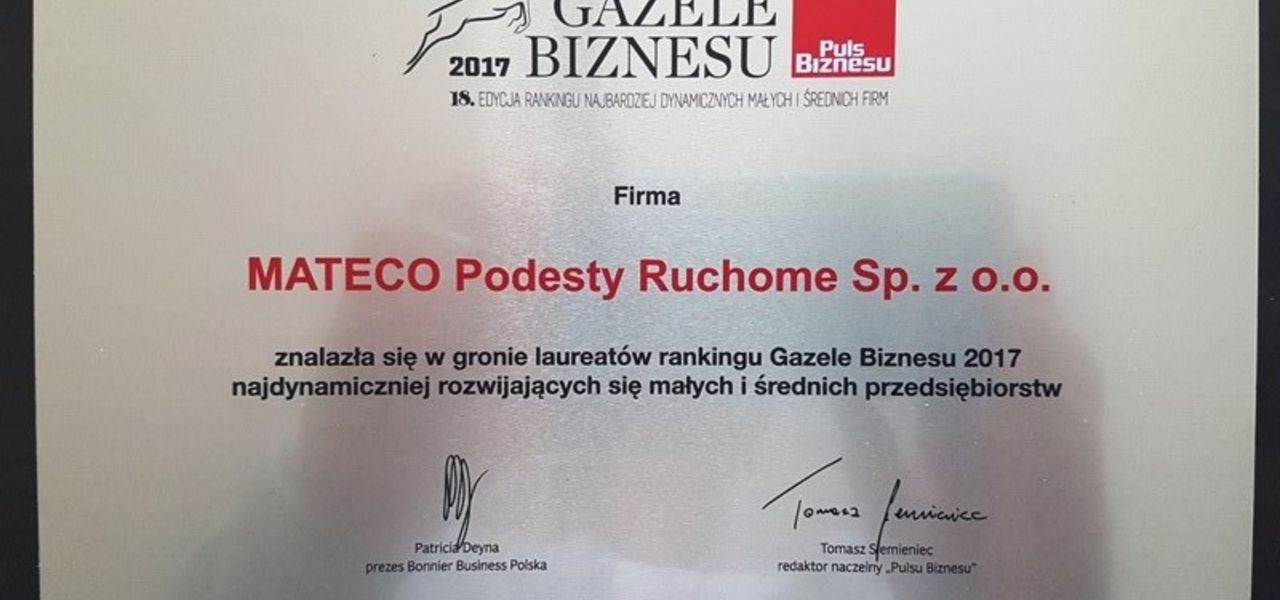 GAZELE
2017 BIZNESU
Puls
Biznesu
18. EDYCJA RANKINGU NAJBARDZIEJ DYNAMICZNYCH MAŁYCH I ŚREDNICH FIRM
Firma
MATECO Podesty Ruchome Sp. z o.o.
znalazła się w gronie laureatów rankingu Gazele Biznesu 2017
najdynamiczniej rozwijających się małych i średnich przedsiębiorstw
Tomasz Siemieniec
Patricia Deyna
prezes Bonnier Business Polska
Tomasz Siemieniec
redaktor naczelny „Pulsu Biznesu"